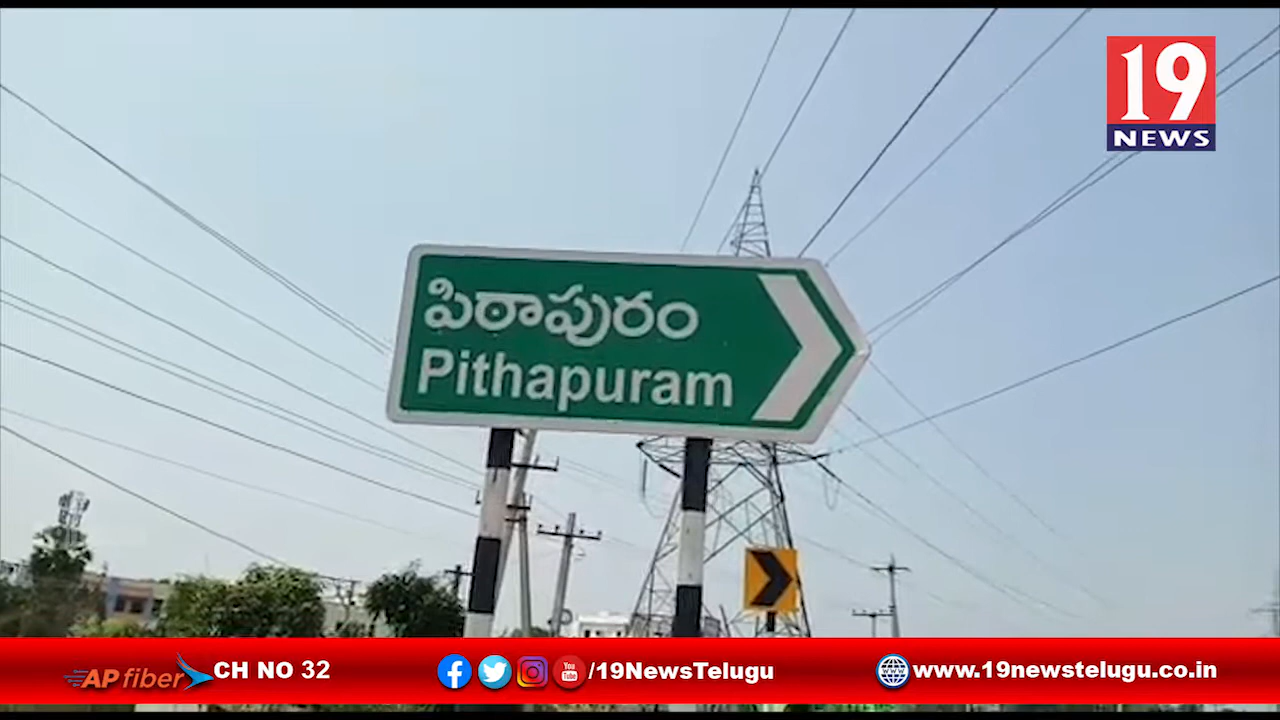 19
NEWS
పిఠాపురం
Pithapuram
AP fiber CH NO 32 /19NewsTelugu www.19newstelugu.co.in